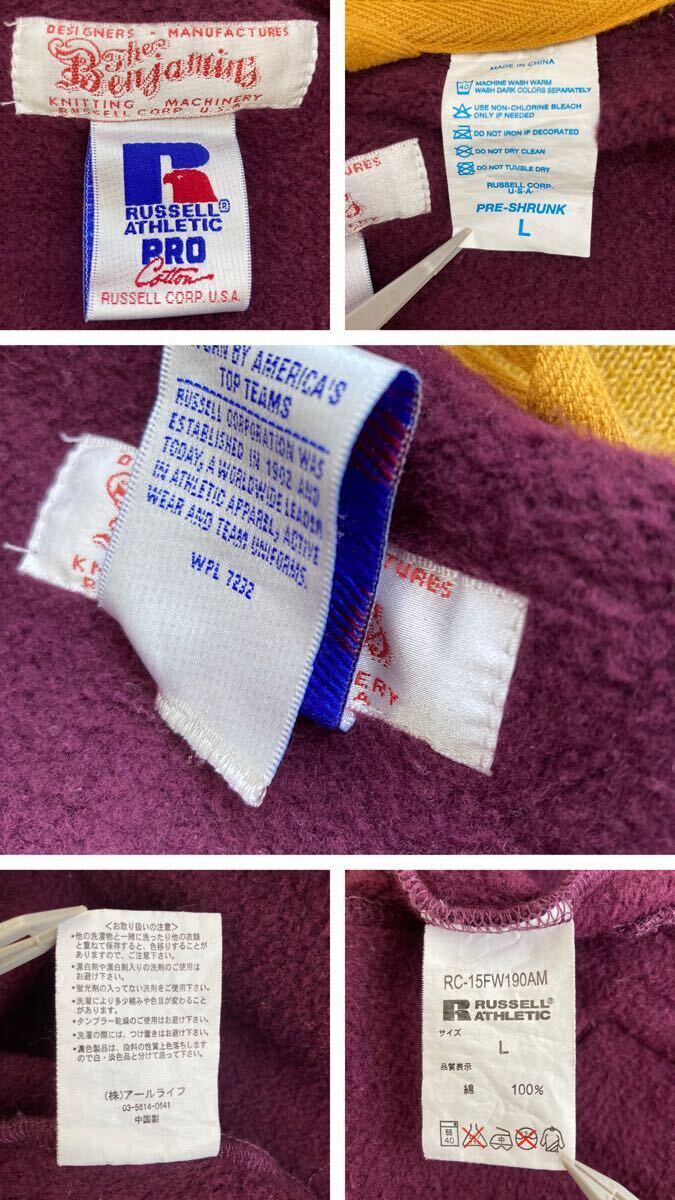 DESIGNERS - MANUFACTURES
The
Benjamins
KNITTING MACHINERY
RUSSELL CORP. U.S.A
R
RUSSELL®
ATHLETIC
PRO
Cotton
RUSSELL CORP. U.S.A.
MADE IN CHINA
40 MACHINE WASH WARM
WASH DARK COLORS SEPARATELY
USE NON-CHLORINE BLEACH
ONLY IF NEEDED
DO NOT IRON IF DECORATED
DO NOT DRY CLEAN
DO NOT TUMBLE DRY
RUSSELL CORP.
U·S·A·
PRE-SHRUNK
L
TURES
ERY
BY AMERICA'S
TOP TEAMS
RUSSELL CORPORATION WAS
ESTABLISHED IN 1902 AND
TODAY, A WORLDWIDE LEADER
IN ATHLETIC APPAREL, ACTIVE
WEAR AND TEAM UNIFORMS.
WPL 7232
D
KN
R
TURES
ERY
A
<お取り扱いの注意>
*他の洗濯物と一緒に洗ったり他の衣類
と重ねて保存すると、色移りすることが
ありますので、ご注意下さい。
*漂白剤や漂白剤入りの洗剤のご使用は
お避け下さい。
*蛍光剤の入ってない洗剤をご使用下さい。
*洗濯により多少縮みや色目が変わること
があります。
*タンブラー乾燥のご使用はお避け下さい。
*洗濯の際には、つけ置きはお避け下さい。
*濃色製品は、染料の性質上色落ちします
ので白・淡色品と分けて洗って下さい。
(株)アールライフ
03-5614-0641
中国製
RC-15FW190AM
R RUSSELL®
ATHLETIC
サイズ
L
品質表示
綿 100%
弱
40
中